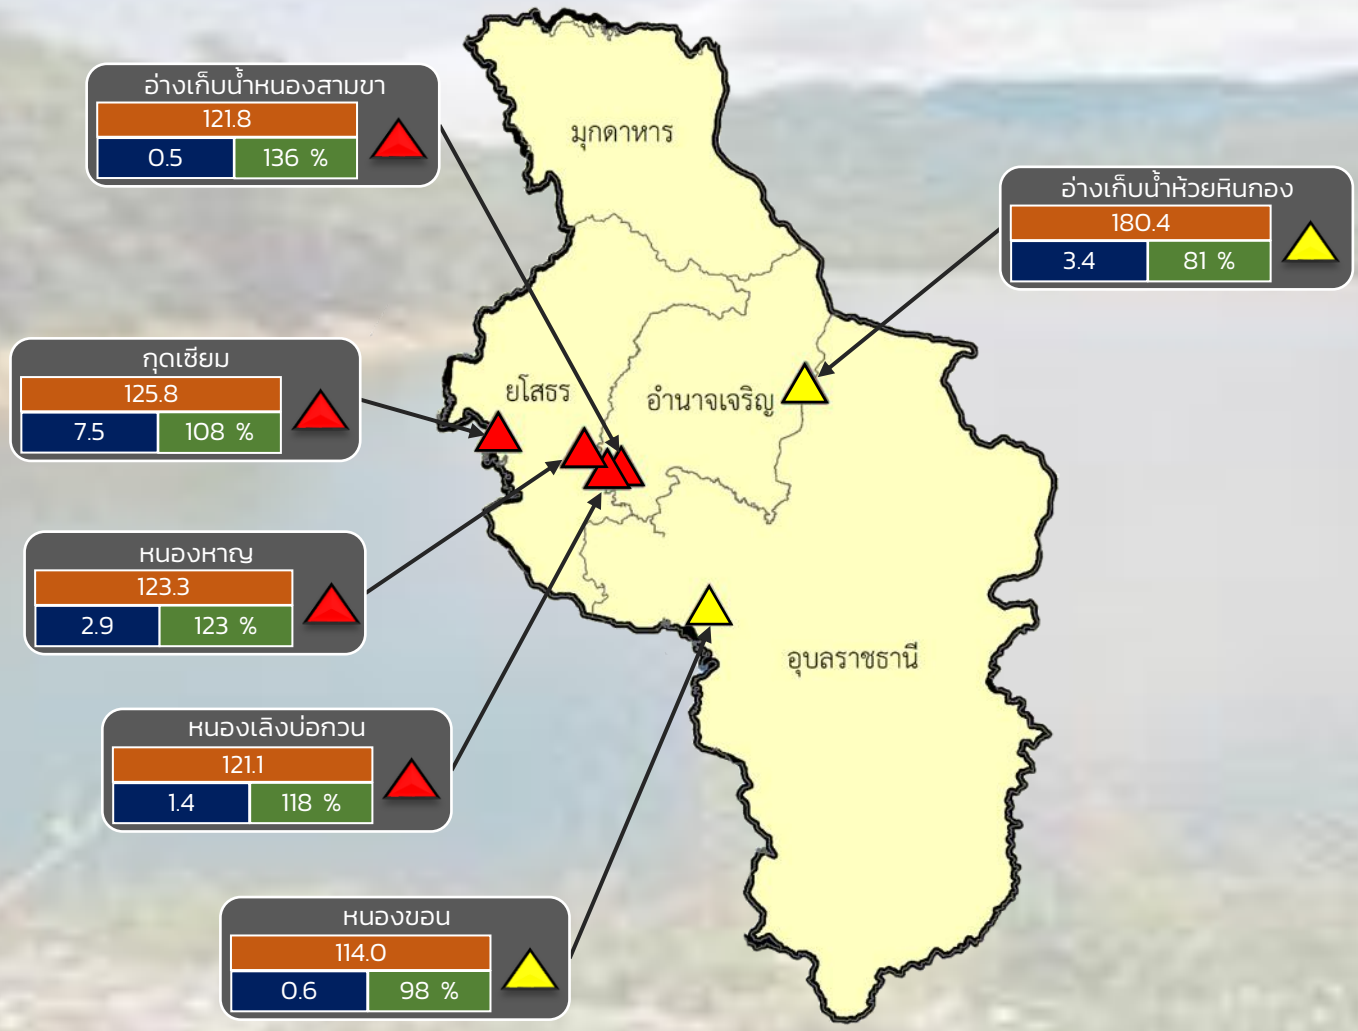 อ่างเก็บน้ำหนองสามขา
121.8
0.5 136 %
มุกดาหาร
อ่างเก็บน้ำห้วยหินกอง
180.4
3.4 81 %
กุดเซียม
125.8
7.5 108 %
ยโสธร
อำนาจเจริญ
หนองหาญ
123.3
2.9 123 %
อุบลราชธานี
หนองเลิงบ่อกวน
121.1
1.4 118 %
หนองขอน
114.0
0.6 98 %